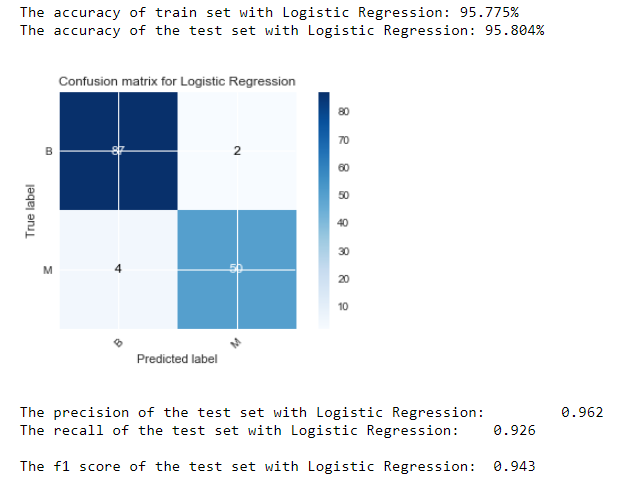 The accuracy of train set with Logistic Regression: 95.775%
The accuracy of the test set with Logistic Regression: 95.804%
Confusion matrix for Logistic Regression
80
70
60
50
40
30
20
10
True label
B
87
2
M
4
50
B
M
Predicted label
The precision of the test set with Logistic Regression: 0.962
The recall of the test set with Logistic Regression: 0.926
The f1 score of the test set with Logistic Regression: 0.943